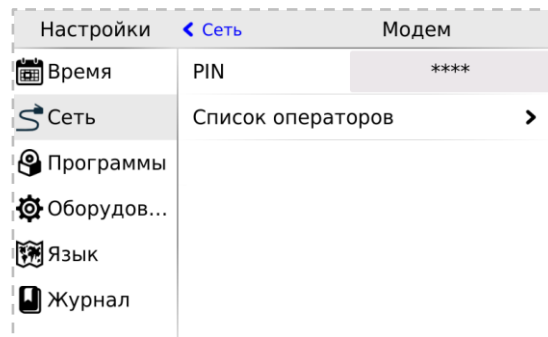 Настройки
Сеть
Модем
Время
PIN
****
Сеть
Список операторов
Программы
Оборудов...
Язык
Журнал